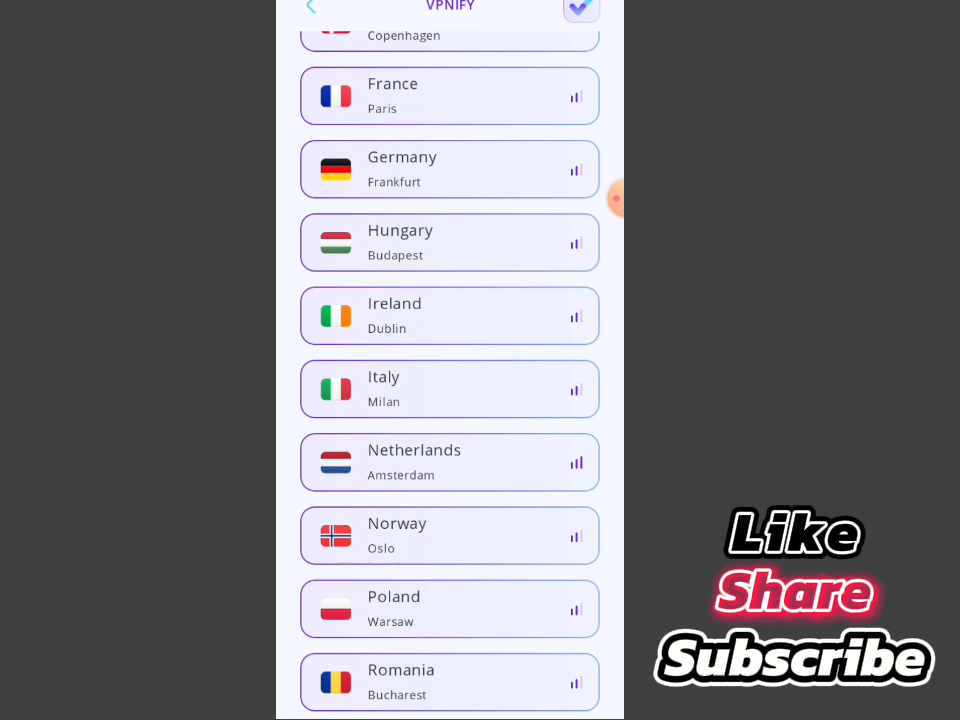 VPNIFY
Copenhagen
France
Paris
Germany
Frankfurt
Hungary
Budapest
Ireland
Dublin
Italy
Milan
Netherlands
Amsterdam
Norway
Oslo
Poland
Warsaw
Romania
Bucharest
Like
Share
Subscribe